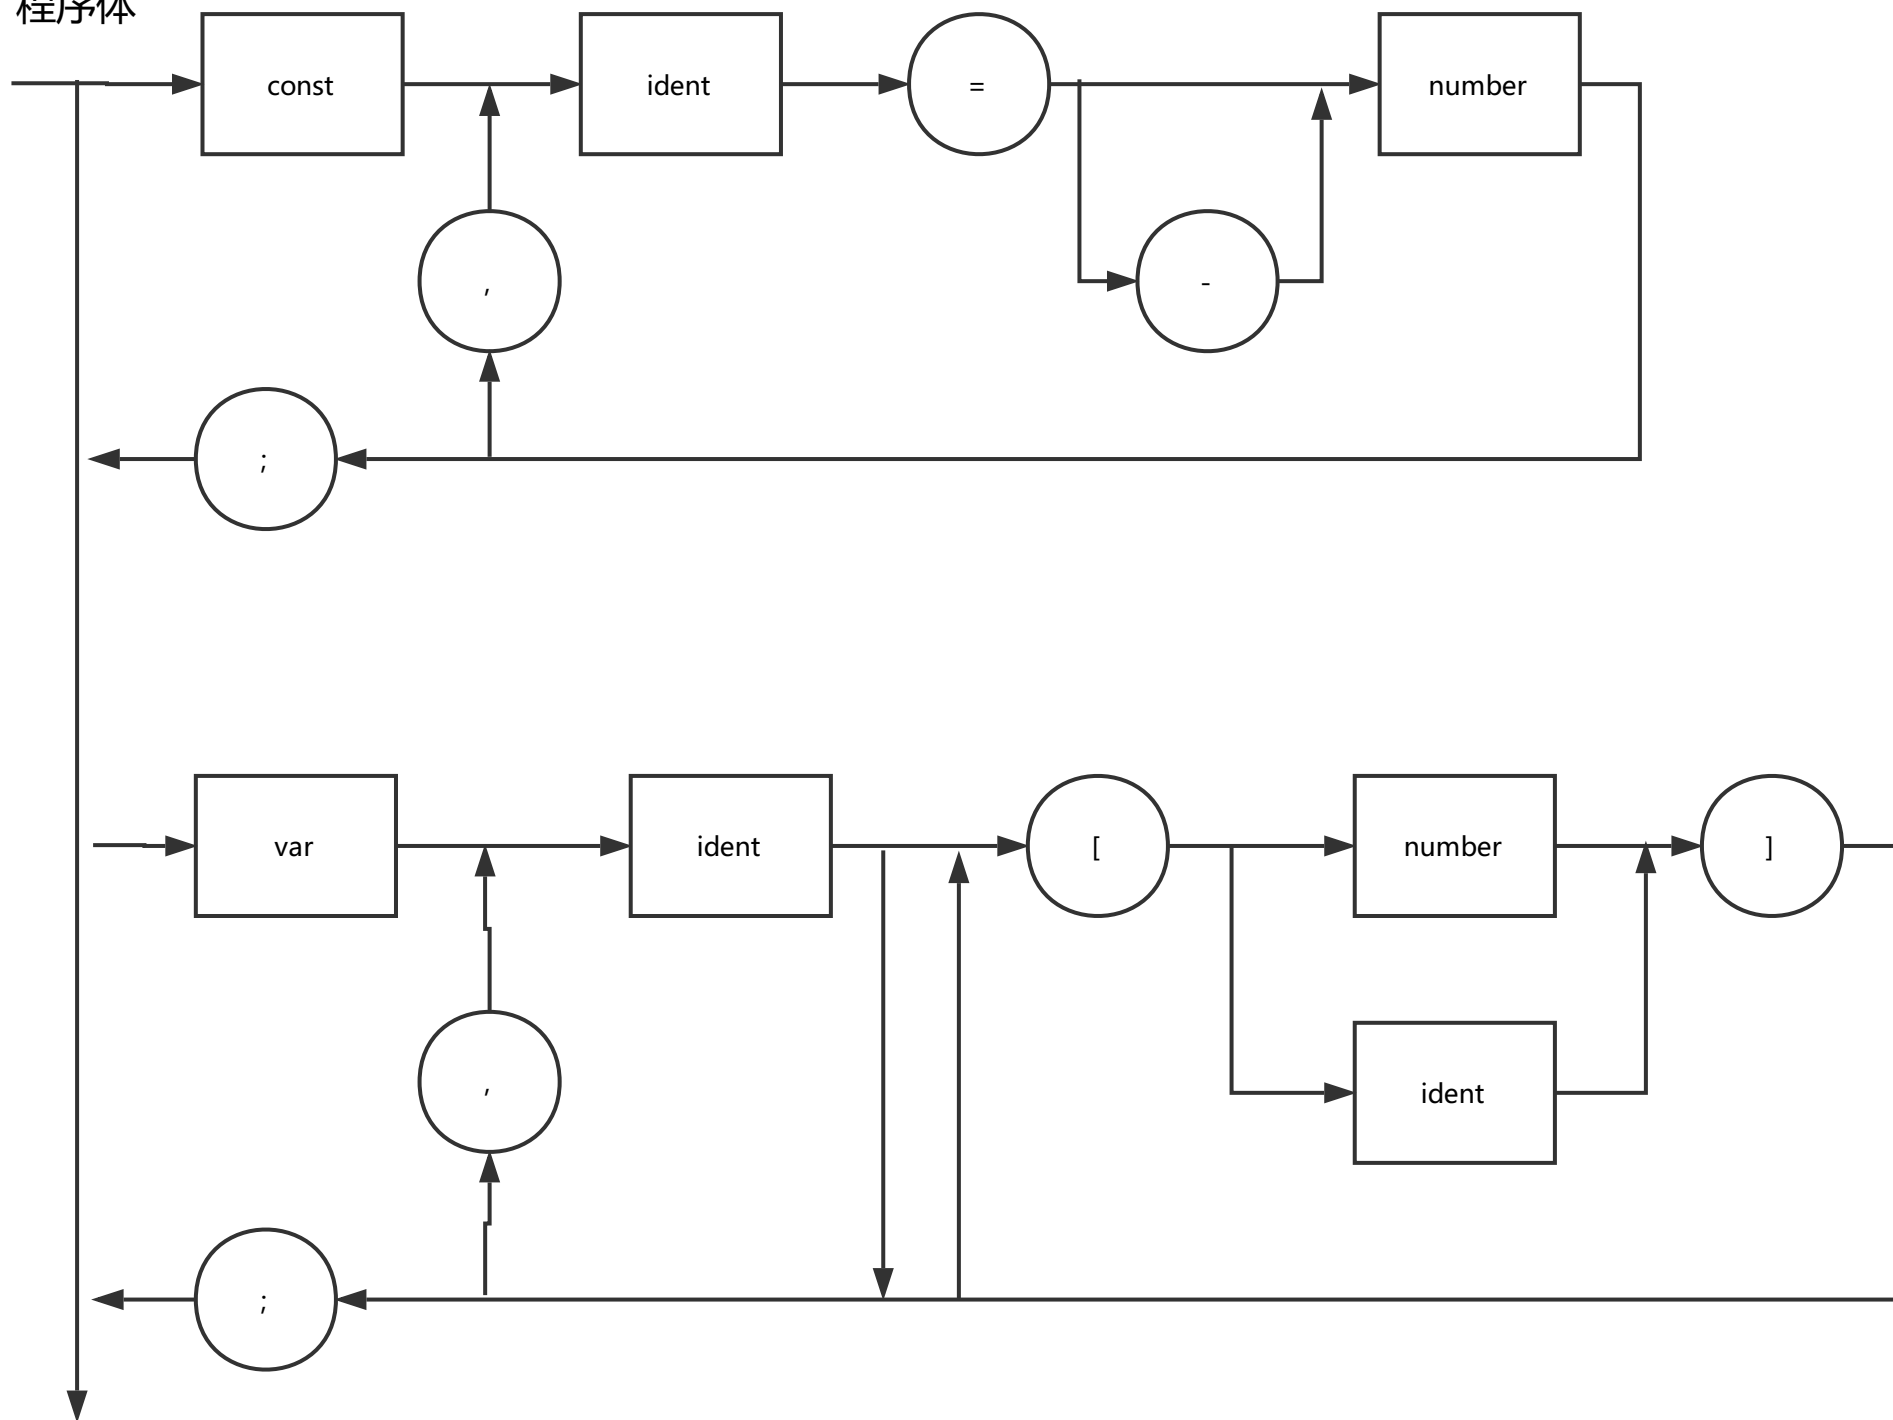 程序体
const
ident
=
number
,
-
;
var
ident
[
number
]
,
ident
;